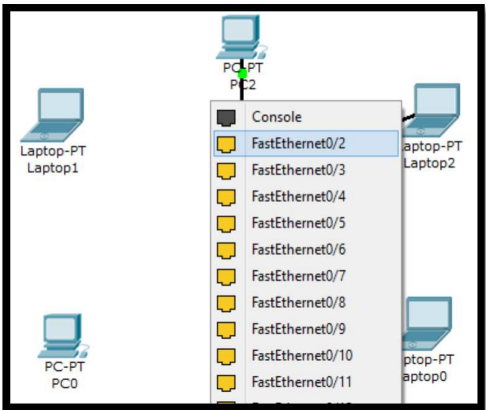 PC-PT
PC2
Laptop-PT
Laptop1
aptop-PT
Laptop2
Console
FastEthernet0/2
FastEthernet0/3
FastEthernet0/4
FastEthernet0/5
FastEthernet0/6
FastEthernet0/7
FastEthernet0/8
FastEthernet0/9
FastEthernet0/10
FastEthernet0/11
PC-PT
PC0
ptop-PT
aptop0